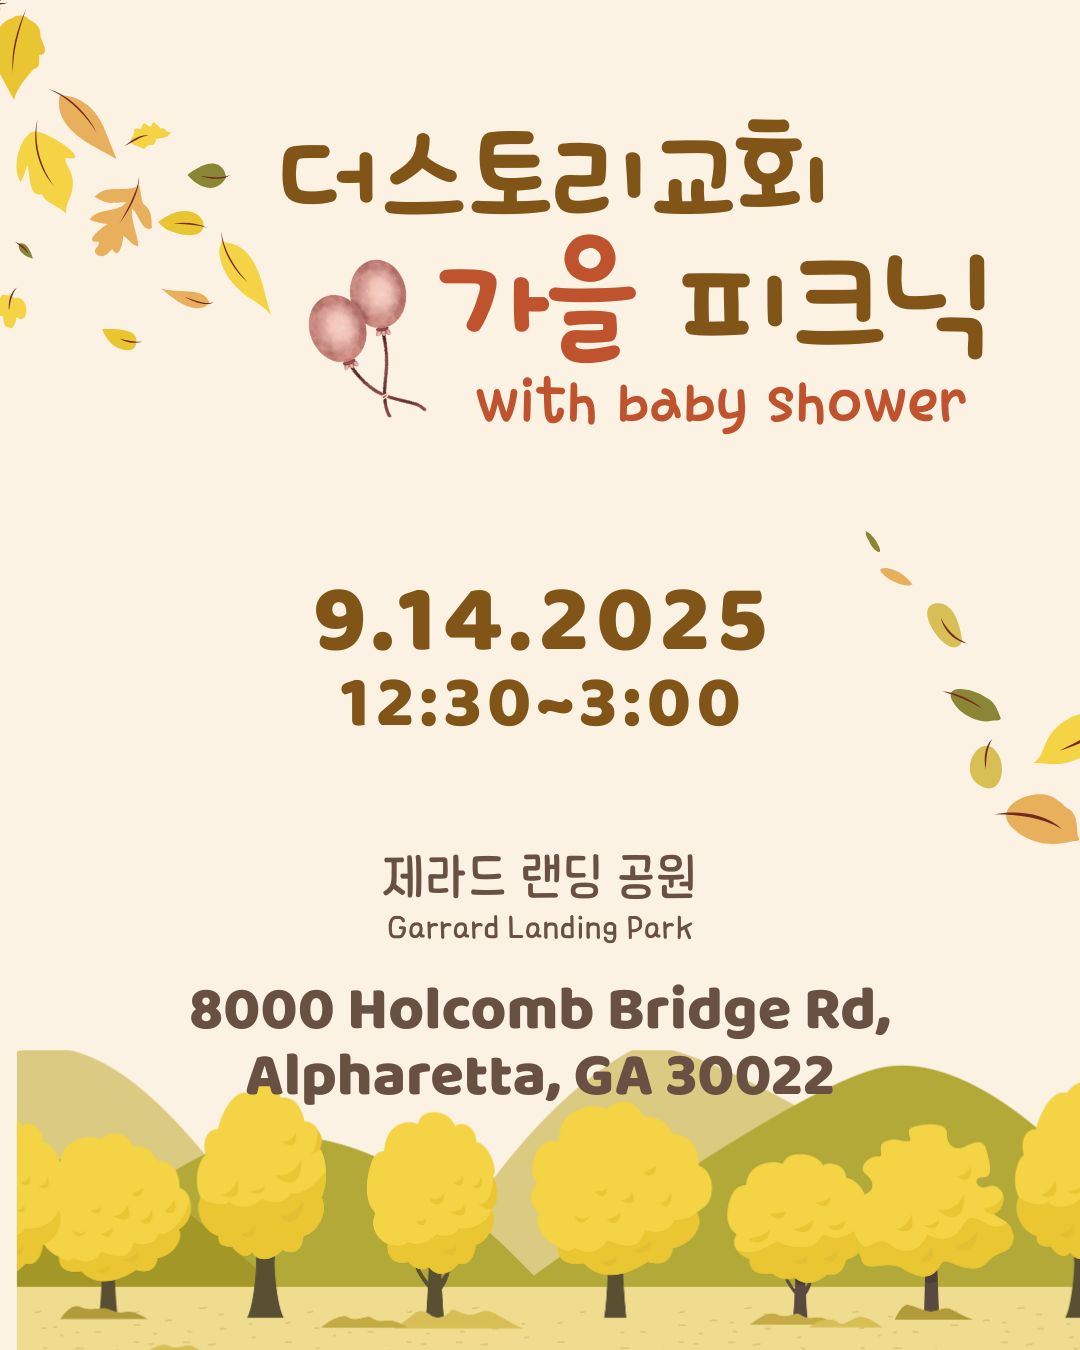 더스토리교회
가을 피크닉
with baby shower
9.14.2025
12:30~3:00
제라드 랜딩 공원
Garrard Landing Park
8000 Holcomb Bridge Rd,
Alpharetta, GA 30022